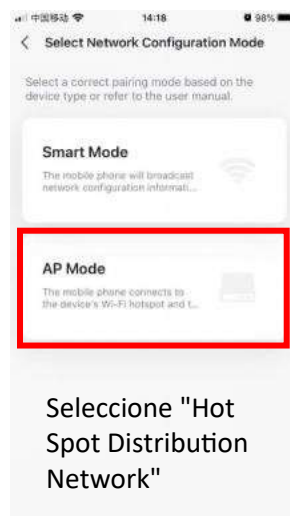 中国移动 14:18 98%
Select Network Configuration Mode
Select a correct pairing mode based on the
device type or refer to the user manual.
Smart Mode
The mobile phone will broadcast
network configuration informati...
AP Mode
The mobile phone connects to
the device's Wi-Fi hotspot and t...
Seleccione "Hot
Spot Distribution
Network"